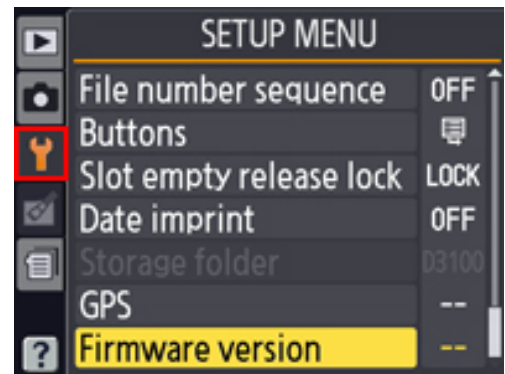 SETUP MENU
File number sequence OFF
Buttons
Slot empty release lock LOCK
Date imprint OFF
Storage folder D3100
GPS --
? Firmware version --